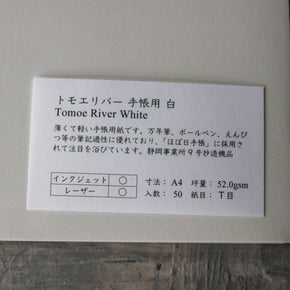 トモエリバー 手帳用 白
Tomoe River White
薄くて軽い手帳用紙です。万年筆、ボールペン、えんぴ
つ等の筆記適性に優れており、「ほぼ日手帳」に採用さ
れて注目を浴びています。静岡事業所9号抄造機品
インクジェット ○ 寸法: A4 坪量: 52.0gsm
レーザー ○ 入数: 50 紙目: T目